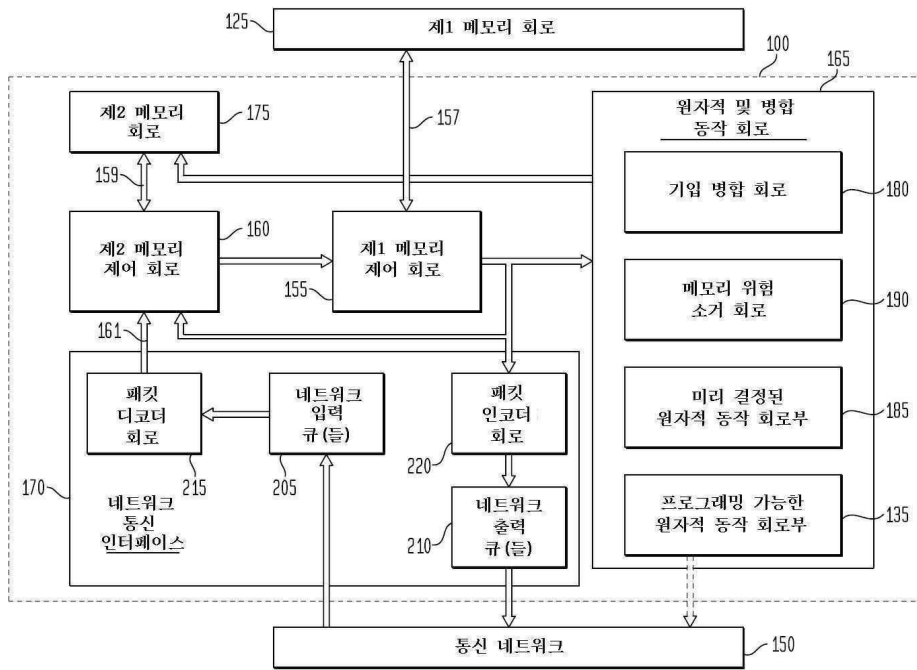 125
제1 메모리 회로
100
165
제2 메모리
회로
175
157
원자적 및 병합
동작 회로
159
기입 병합 회로
180
제2 메모리
제어 회로
160
제1 메모리
제어 회로
155
메모리 위험
소거 회로
190
161
패킷
디코더
회로
네트워크
입력
큐(들)
패킷
인코더
회로
미리 결정된
원자적 동작 회로부
185
215
205
220
170
네트워크
통신
인터페이스
210
네트워크
출력
큐(들)
프로그래밍 가능한
원자적 동작 회로부
135
통신 네트워크
150